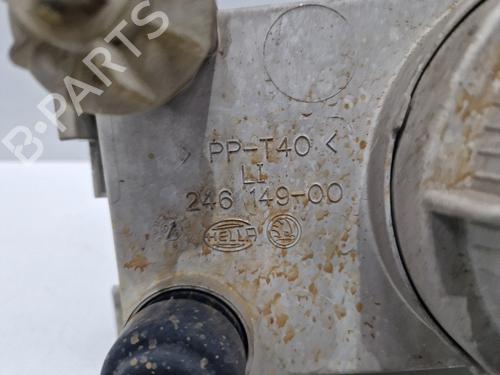 B-Parts
> PP-T40 <
LI
246 149-00
HELLA